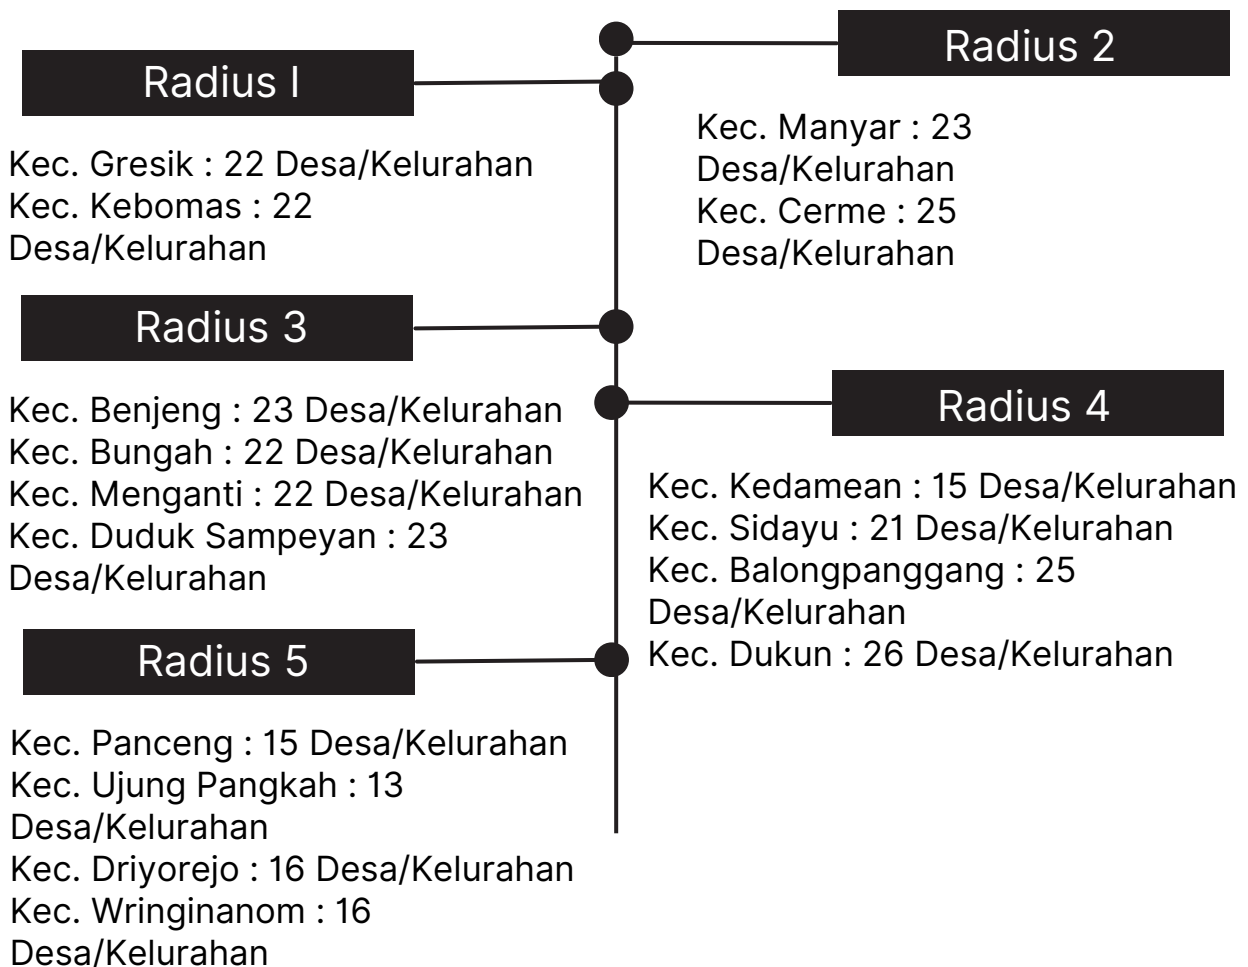 Radius I
Kec. Gresik : 22 Desa/Kelurahan
Kec. Kebomas : 22
Desa/Kelurahan
Radius 2
Kec. Manyar : 23
Desa/Kelurahan
Kec. Cerme : 25
Desa/Kelurahan
Radius 3
Kec. Benjeng : 23 Desa/Kelurahan
Kec. Bungah : 22 Desa/Kelurahan
Kec. Menganti : 22 Desa/Kelurahan
Kec. Duduk Sampeyan : 23
Desa/Kelurahan
Radius 4
Kec. Kedamean : 15 Desa/Kelurahan
Kec. Sidayu : 21 Desa/Kelurahan
Kec. Balongpanggang : 25
Desa/Kelurahan
Kec. Dukun : 26 Desa/Kelurahan
Radius 5
Kec. Panceng : 15 Desa/Kelurahan
Kec. Ujung Pangkah : 13
Desa/Kelurahan
Kec. Driyorejo : 16 Desa/Kelurahan
Kec. Wringinanom : 16
Desa/Kelurahan